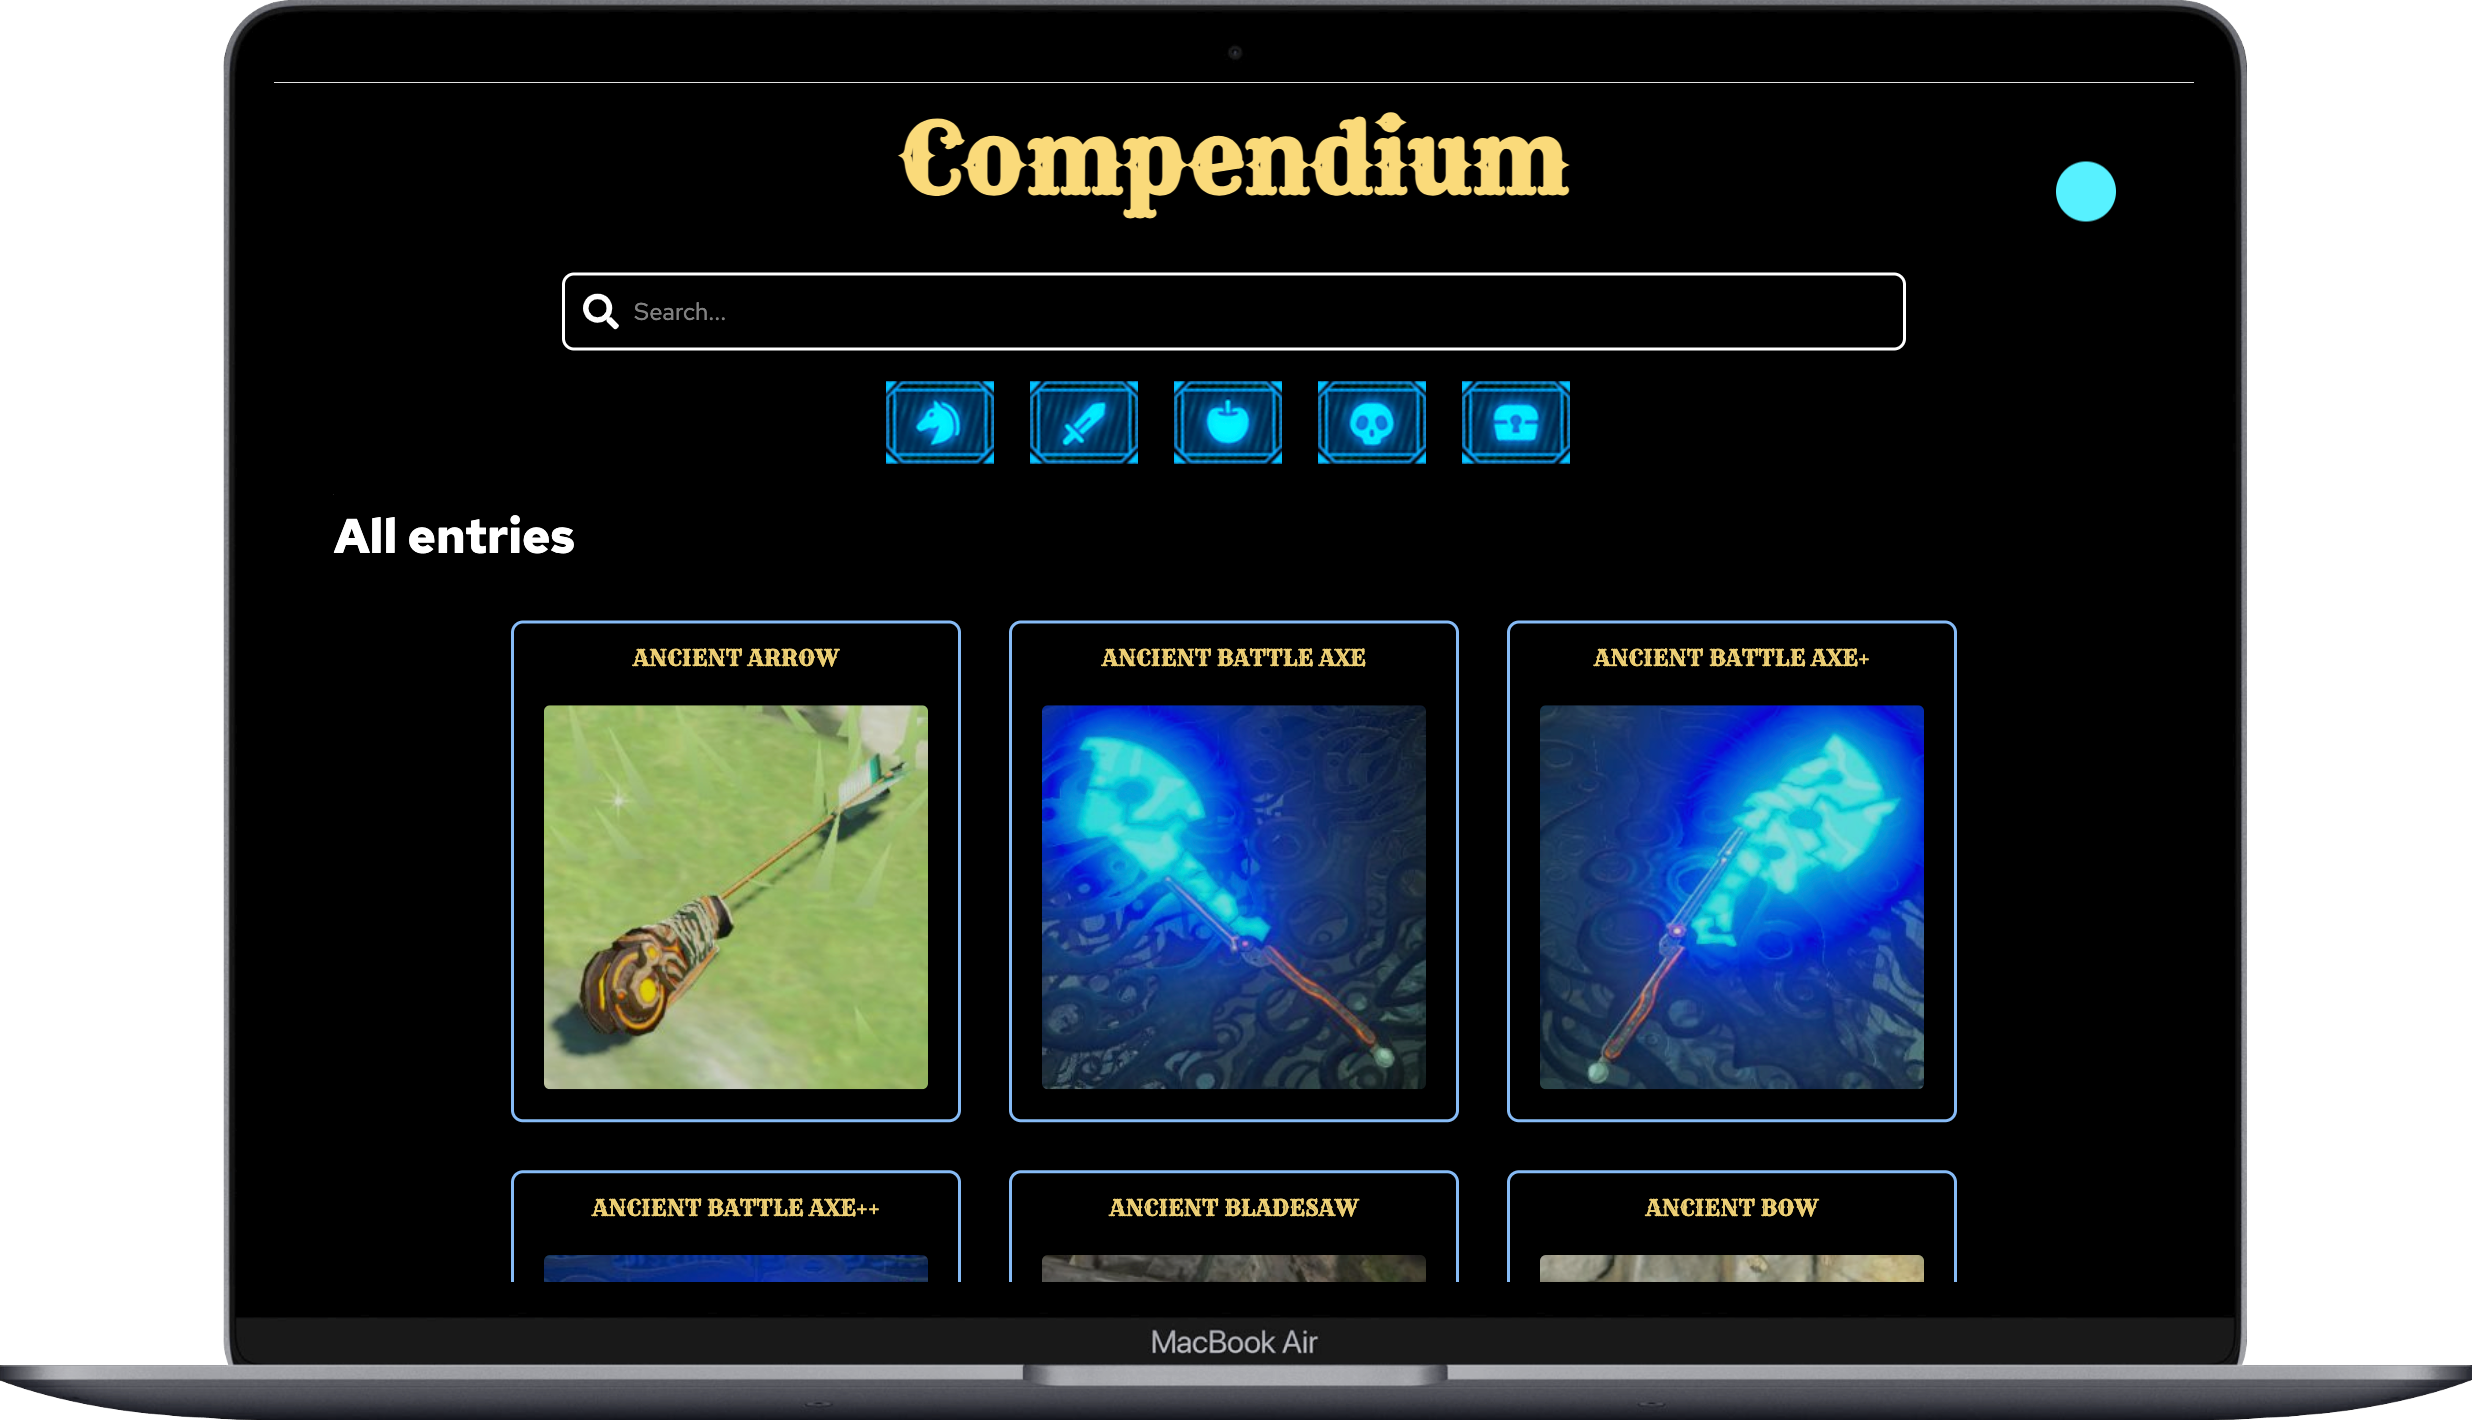 Compendium
Search...
All entries
ANCIENT ARROW
ANCIENT BATTLE AXE
ANCIENT BATTLE AXE+
ANCIENT BATTLE AXE++
ANCIENT BLADESAW
ANCIENT BOW
MacBook Air